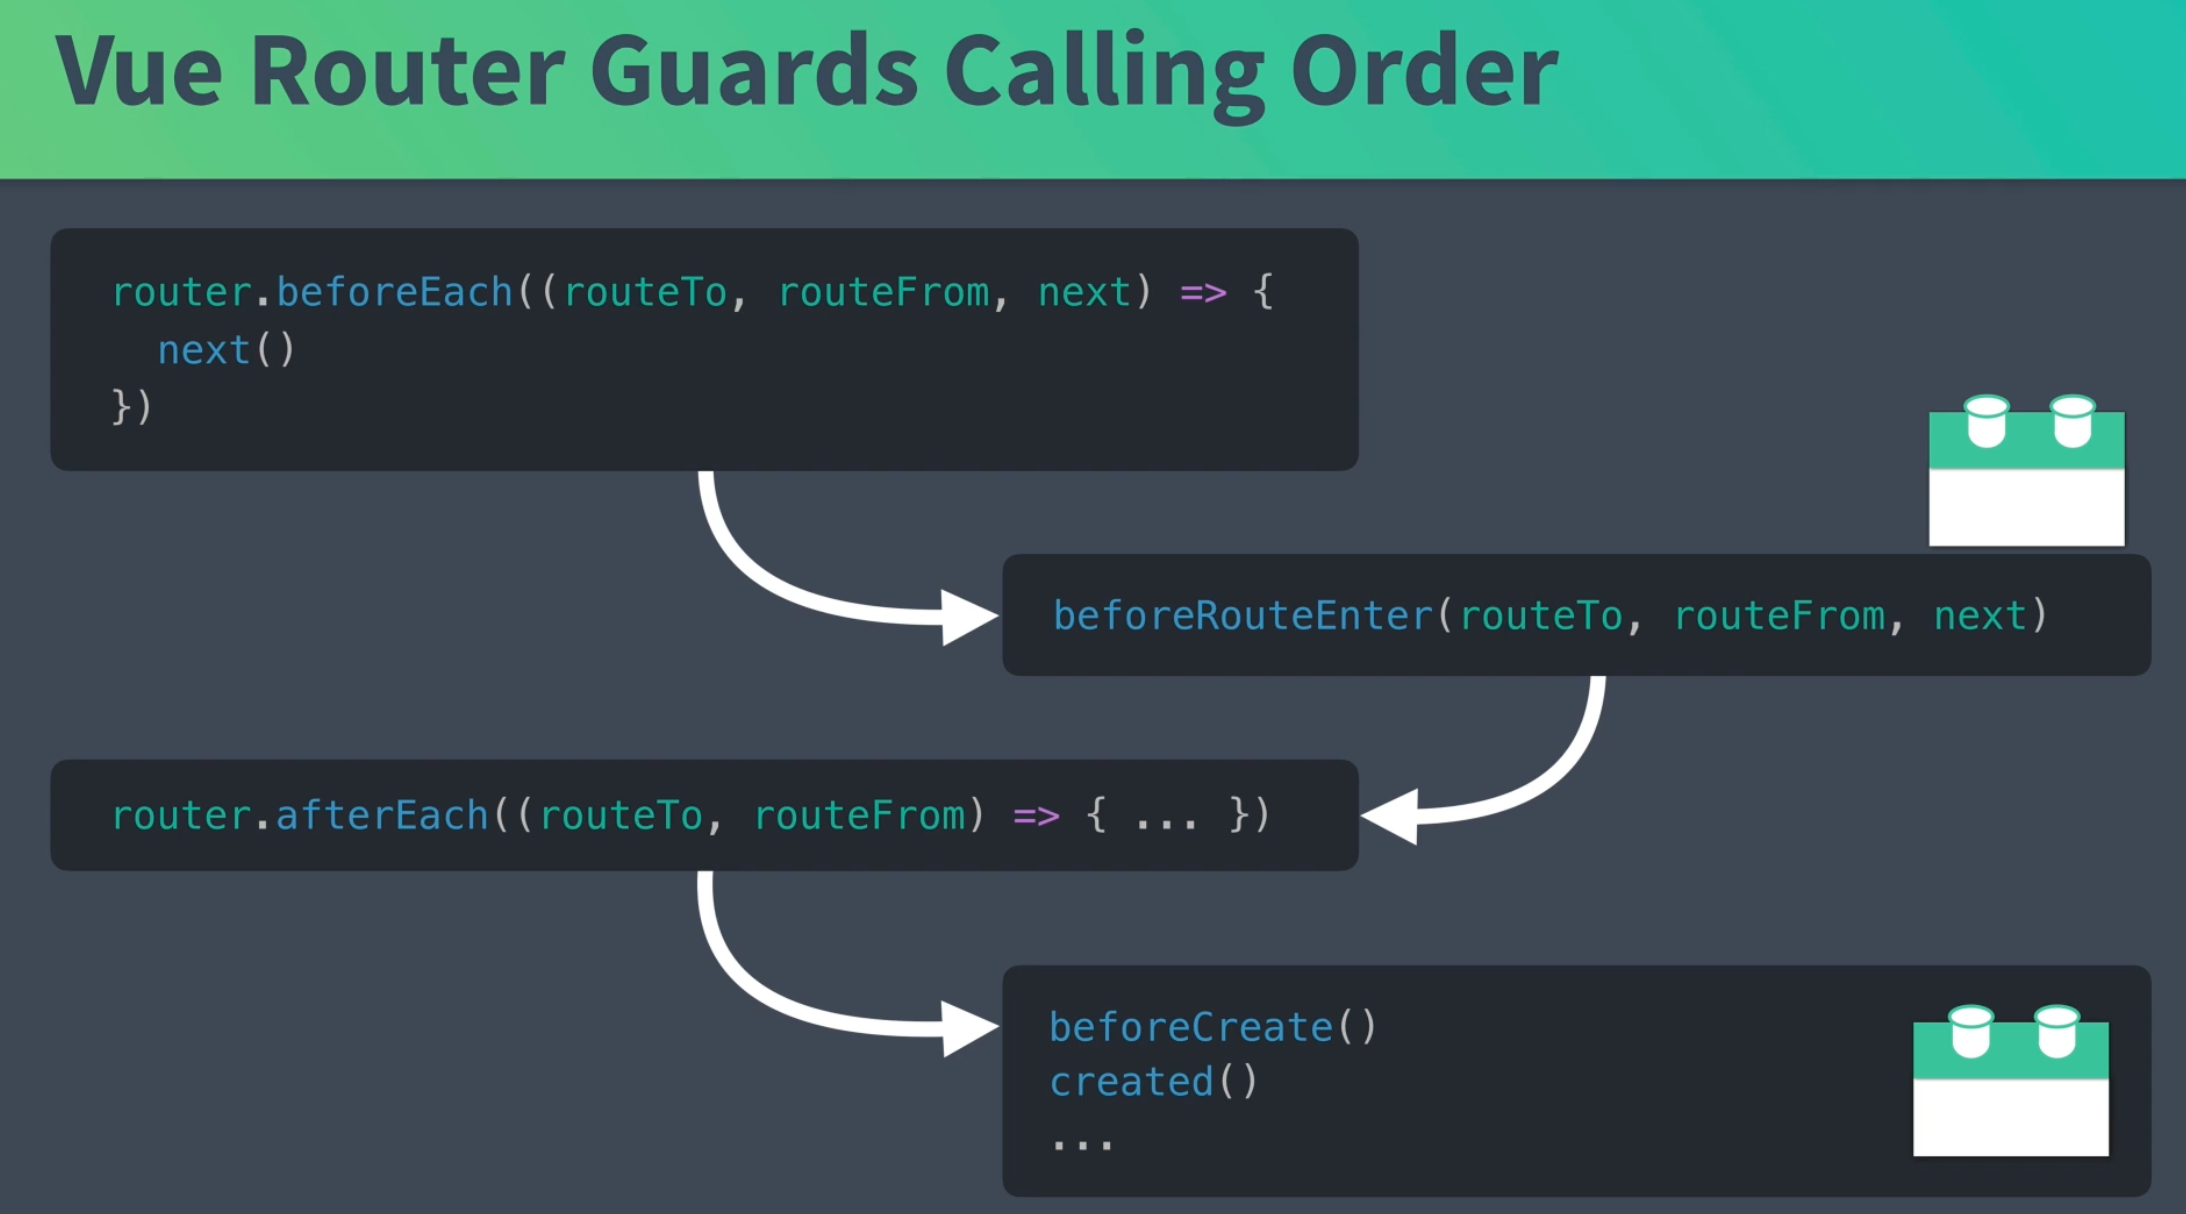 Vue Router Guards Calling Order
router.beforeEach((routeTo, routeFrom, next) => {
  next()
})
beforeRouteEnter(routeTo, routeFrom, next)
router.afterEach((routeTo, routeFrom) => { ... })
beforeCreate()
created()
...